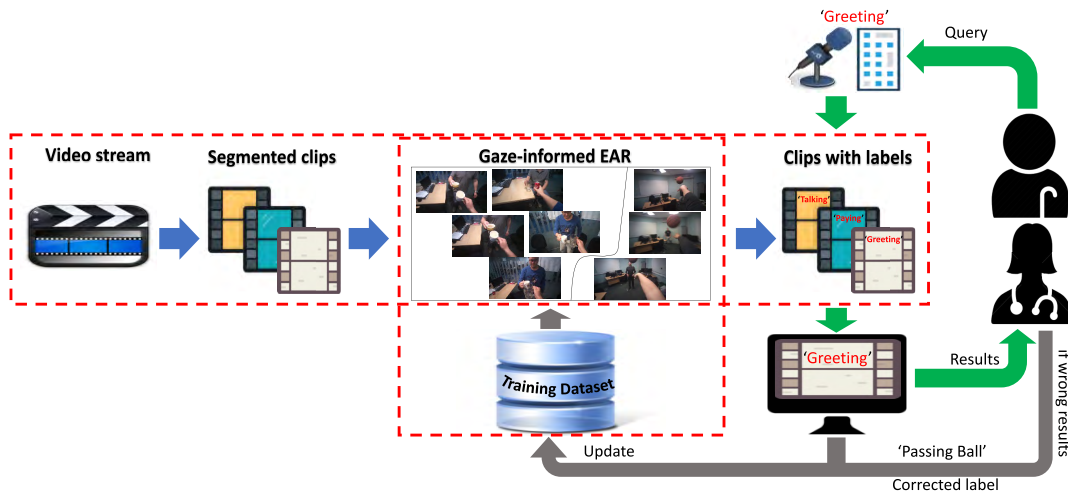 'Greeting'
Query
Video stream
Segmented clips
Gaze-informed EAR
Clips with labels
'Talking'
'Paying'
'Greeting'
Training Dataset
'Greeting'
Results
If wrong results
Update
'Passing Ball'
Corrected label